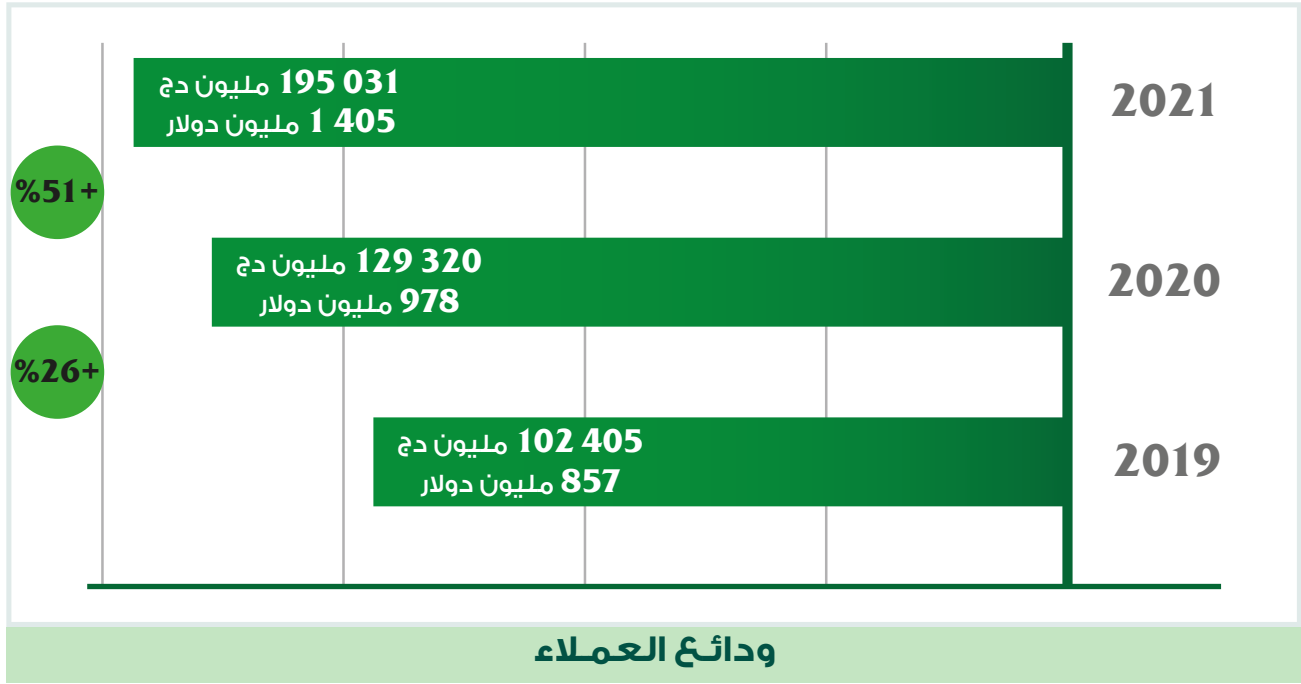 2021
195 031 مليون دج
1 405 مليون دولار
%51+
2020
129 320 مليون دج
978 مليون دولار
%26+
2019
102 405 مليون دج
857 مليون دولار
ودائع العملاء